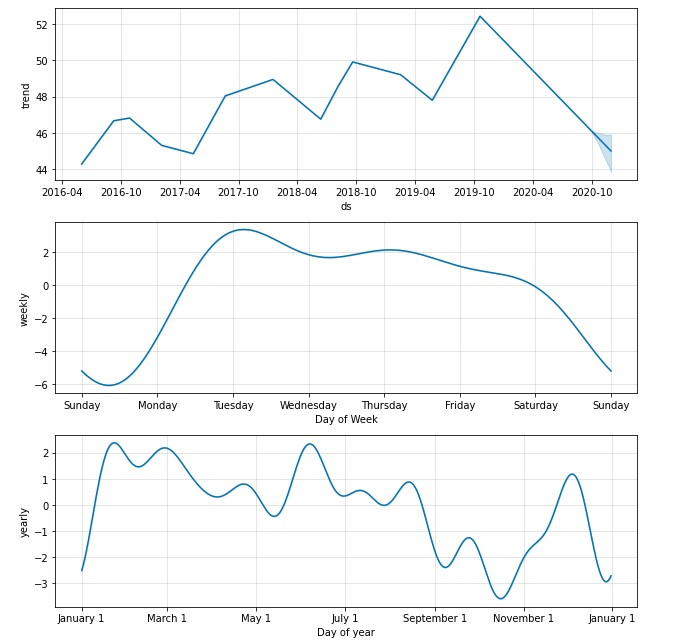 52
50
48
46
44
trend
2016-04 2016-10 2017-04 2017-10 2018-04 2018-10 2019-04 2019-10 2020-04 2020-10
ds
2
0
−2
−4
−6
weekly
Sunday Monday Tuesday Wednesday Thursday Friday Saturday Sunday
Day of Week
2
1
0
−1
−2
−3
yearly
January 1 March 1 May 1 July 1 September 1 November 1 January 1
Day of year